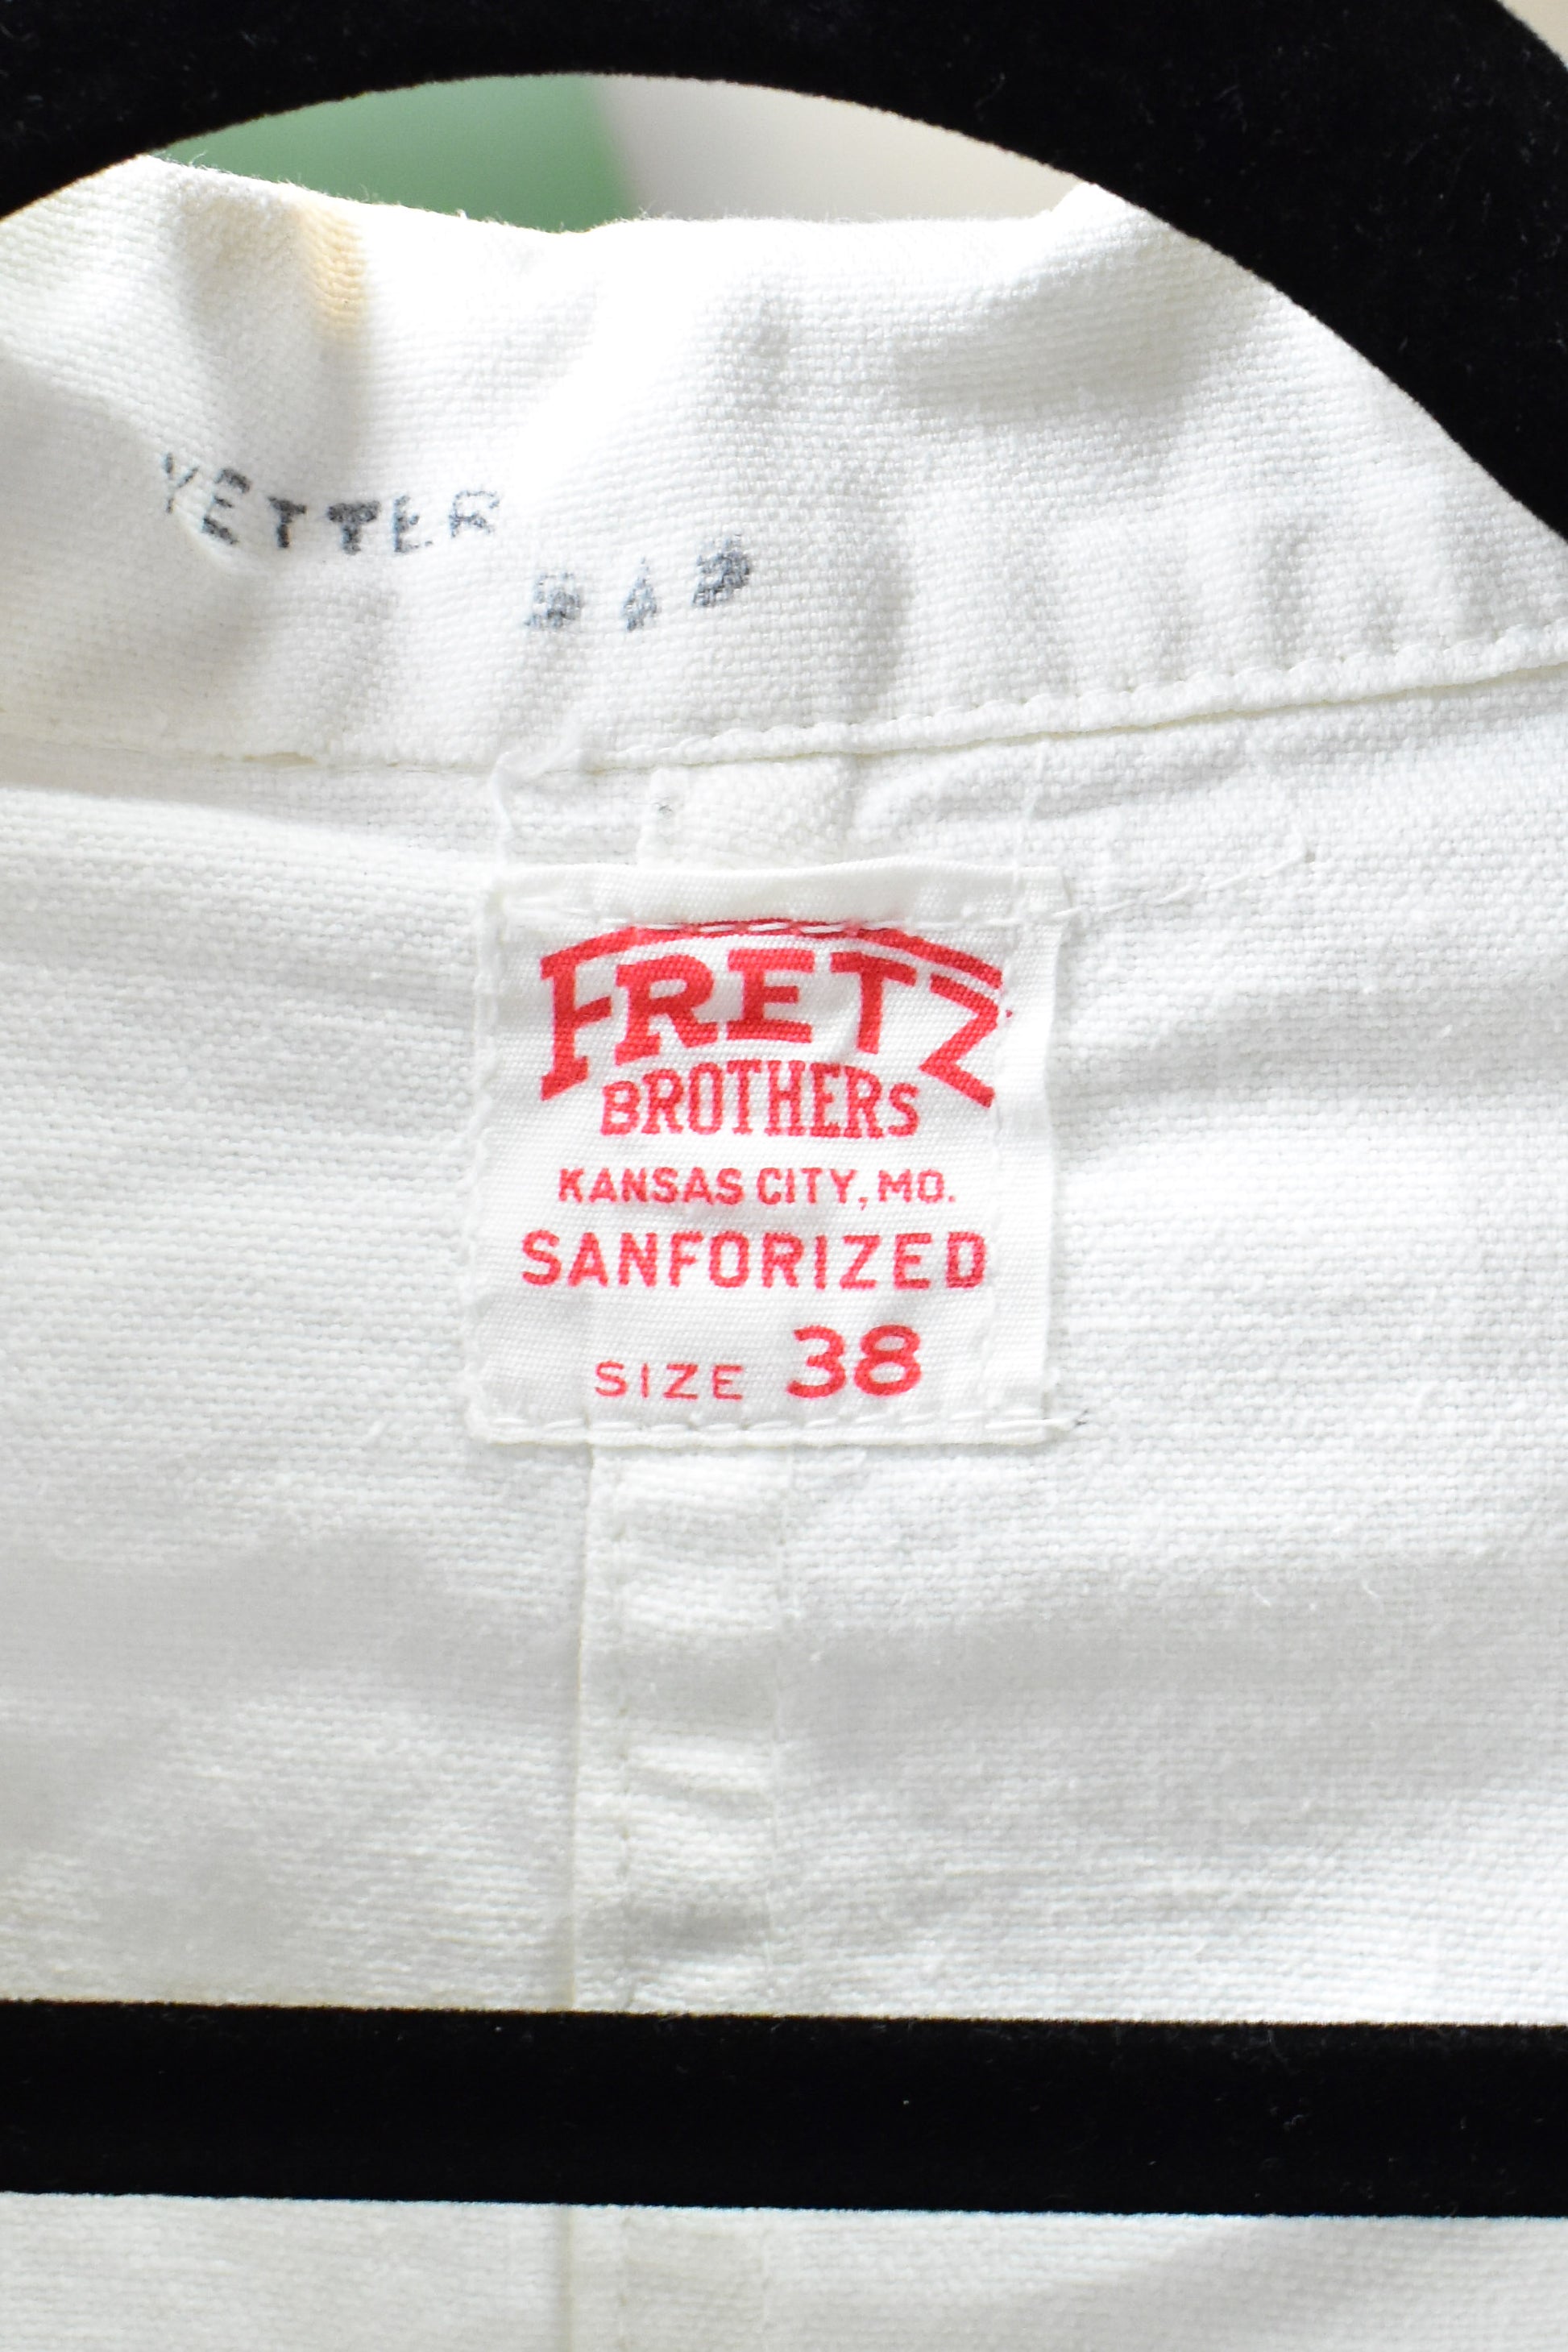 YETTER
FRETZ
BROTHERS
KANSAS CITY, MO.
SANFORIZED
SIZE 38